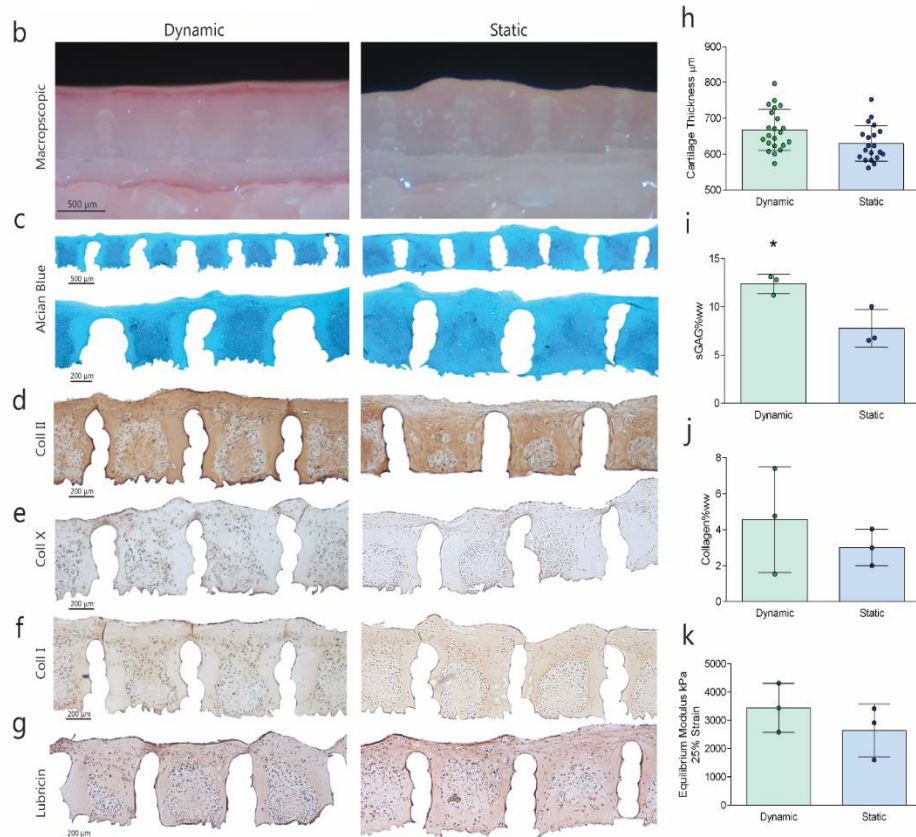 Dynamic
Static
b
Macropscopic
500 µm
c
Alcian Blue
500 µm
200 µm
d
Coll II
200 µm
e
Coll X
200 µm
f
Coll I
200 µm
g
Lubricin
200 µm
h
Cartilage Thickness µm
900
800
700
600
500
Dynamic
Static
i
sGAG%ww
15
10
5
0
*
Dynamic
Static
j
Collagen%ww
8
6
4
2
0
Dynamic
Static
k
Equilibrium Modulus kPa
25% Strain
5000
4000
3000
2000
1000
0
Dynamic
Static